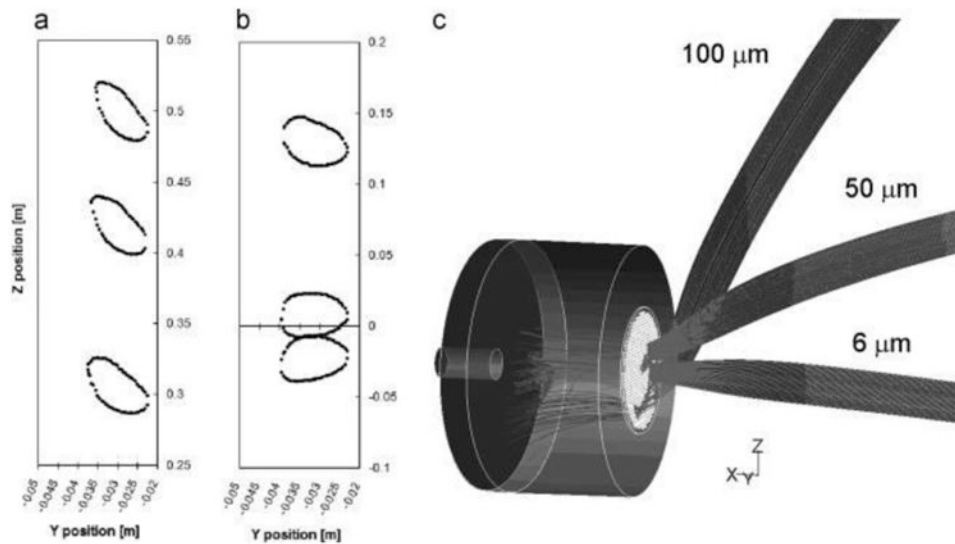 a
b
c
0.55
0.5
0.45
0.4
0.35
0.3
0.25
Z position [m]
-0.05
-0.045
-0.04
-0.035
-0.03
-0.025
-0.02
Y position [m]
0.2
0.15
0.1
0.05
0
-0.05
-0.1
-0.05
-0.045
-0.04
-0.035
-0.03
-0.025
-0.02
Y position [m]
100 μm
50 μm
6 μm
Z
X
Y